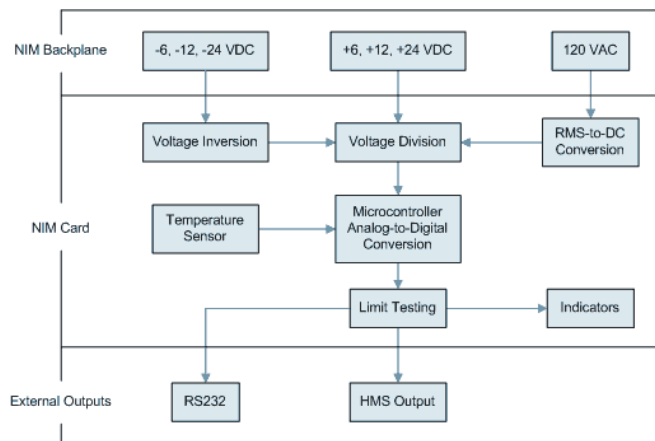 NIM Backplane
-6, -12, -24 VDC
+6, +12, +24 VDC
120 VAC
Voltage Inversion
Voltage Division
RMS-to-DC
Conversion
NIM Card
Temperature
Sensor
Microcontroller
Analog-to-Digital
Conversion
Limit Testing
Indicators
External Outputs
RS232
HMS Output